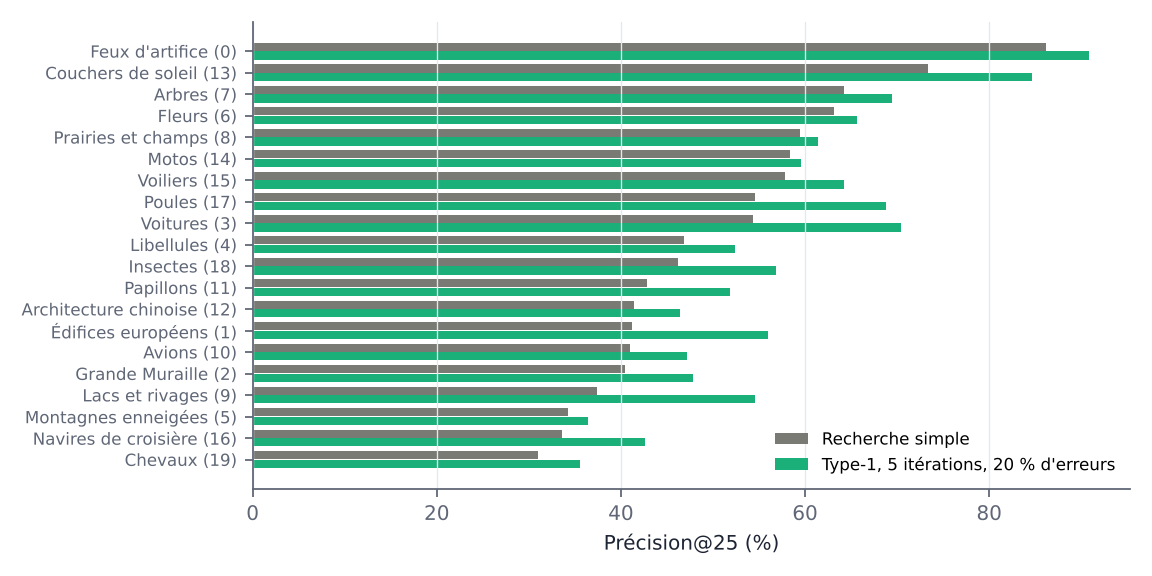 Feux d'artifice (0)
Couchers de soleil (13)
Arbres (7)
Fleurs (6)
Prairies et champs (8)
Motos (14)
Voiliers (15)
Poules (17)
Voitures (3)
Libellules (4)
Insectes (18)
Papillons (11)
Architecture chinoise (12)
Édifices européens (1)
Avions (10)
Grande Muraille (2)
Lacs et rivages (9)
Montagnes enneigées (5)
Navires de croisière (16)
Chevaux (19)
Recherche simple
Type-1, 5 itérations, 20 % d'erreurs
0 20 40 60 80
Précision@25 (%)